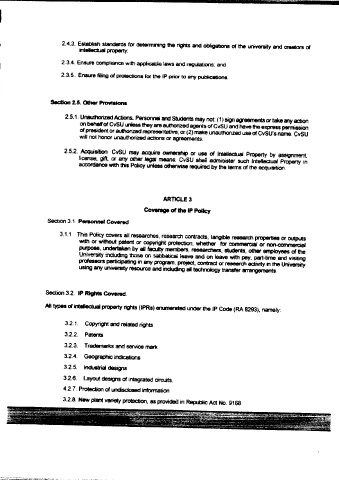 2.4.3. Establish standards for determining the rights and obligations of the university and creators of
intellectual property.
2.3.4. Ensure compliance with applicable laws and regulations; and
2.3.5. Ensure filing of protections for the IP prior to any publications.
Section 2.5. Other Provisions
2.5.1. Unauthorized Actions. Personnel and Students may not: (1) sign agreements or take any action
on behalf of CvSU unless they are authorized agents of CvSU and have the express permission
of president or authorized representative; or (2) make unauthorized use of CvSU's name. CvSU
will not honor unauthorized actions or agreements.
2.5.2. Acquisition. CvSU may acquire ownership or use of Intellectual Property by assignment,
license, gift, or any other legal means. CvSU shall administer such Intellectual Property in
accordance with this Policy unless otherwise required by the terms of the acquisition.
ARTICLE 3
Coverage of the IP Policy
Section 3.1. Personnel Covered
3.1.1 This Policy covers all researches, research contracts, tangible research properties or outputs
with or without patent or copyright protection, whether for commercial or non-commercial
purposes, undertaken by all faculty members, researchers, students, other employees of the
University including those on sabbatical leave and on leave with pay, part-time and visiting
professors participating in any program, project, contract or research activity in the University
using any university resource and including all technology transfer arrangements.
Section 3.2. IP Rights Covered.
All types of intellectual property rights (IPRs) enumerated under the IP Code (RA 8293), namely:
3.2.1. Copyright and related rights
3.2.2. Patents
3.2.3. Trademarks and service mark
3.2.4. Geographic indications
3.2.5. Industrial designs
3.2.6. Layout designs of integrated circuits.
4.2.7. Protection of undisclosed information
3.2.8. New plant variety protection, as provided in Republic Act No. 9168